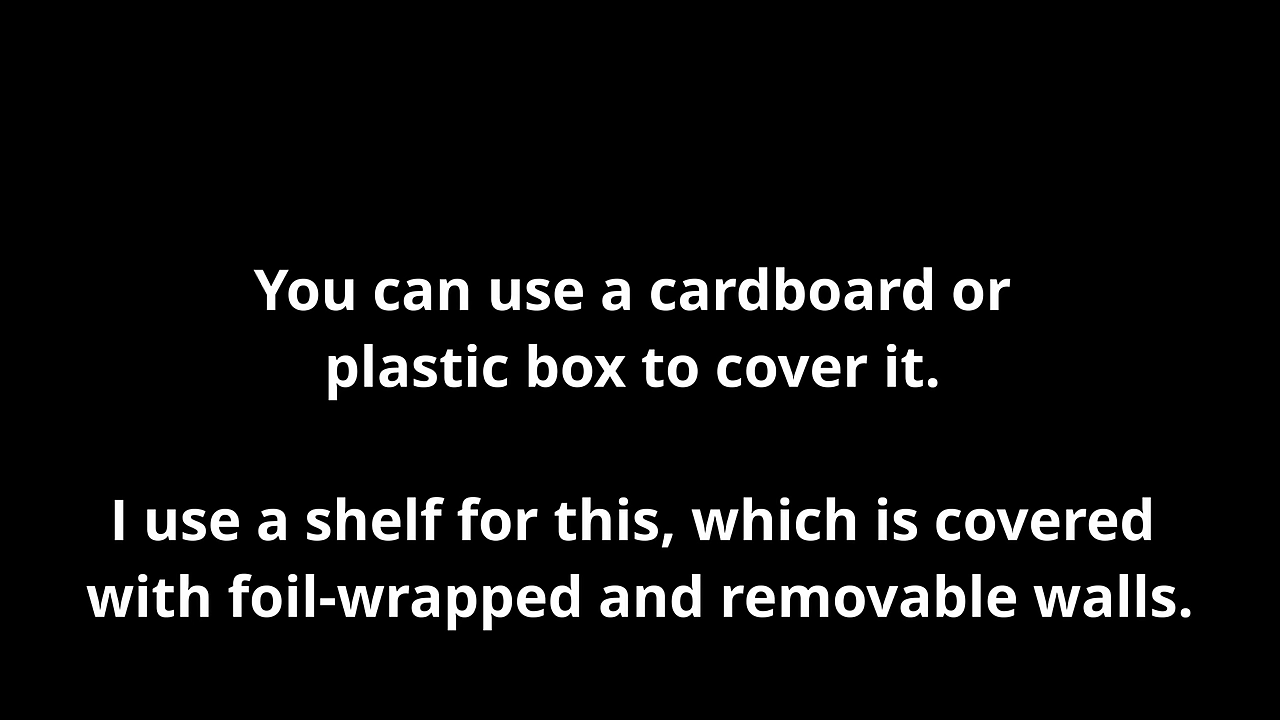 You can use a cardboard or
plastic box to cover it.
I use a shelf for this, which is covered
with foil-wrapped and removable walls.